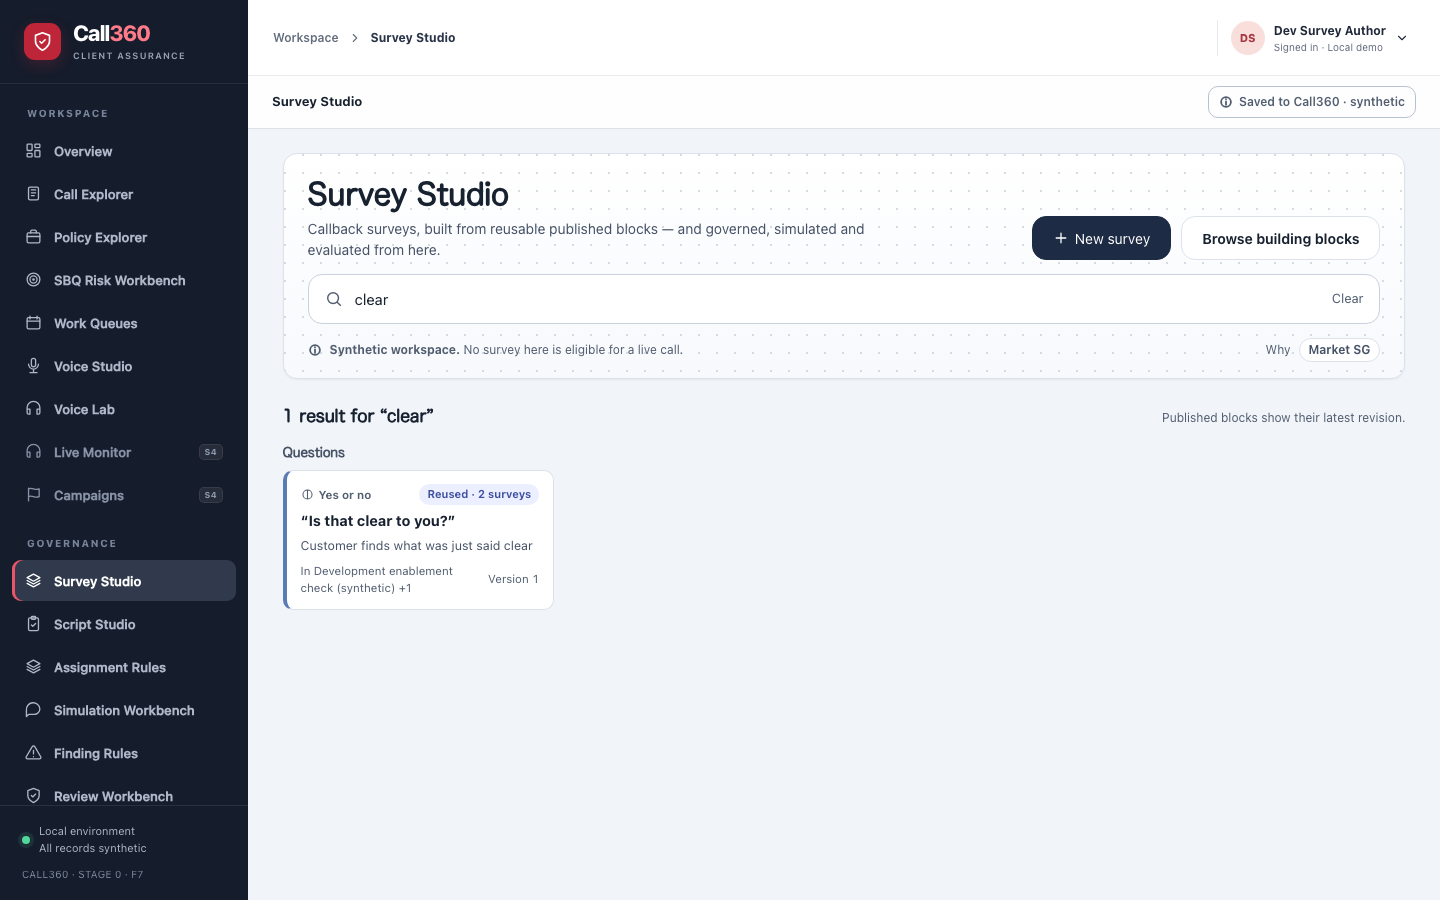 Call360
CLIENT ASSURANCE
WORKSPACE
Overview
Call Explorer
Policy Explorer
SBQ Risk Workbench
Work Queues
Voice Studio
Voice Lab
Live Monitor S4
Campaigns S4
GOVERNANCE
Survey Studio
Script Studio
Assignment Rules
Simulation Workbench
Finding Rules
Review Workbench
Local environment
All records synthetic
CALL360 · STAGE 0 · F7
Workspace > Survey Studio
DS
Dev Survey Author
Signed in · Local demo
Survey Studio
Saved to Call360 · synthetic
Survey Studio
Callback surveys, built from reusable published blocks — and governed, simulated and
evaluated from here.
+ New survey
Browse building blocks
clear
Clear
Synthetic workspace. No survey here is eligible for a live call.
Why Market SG
1 result for “clear”
Published blocks show their latest revision.
Questions
Yes or no
Reused · 2 surveys
“Is that clear to you?”
Customer finds what was just said clear
In Development enablement
check (synthetic) +1
Version 1